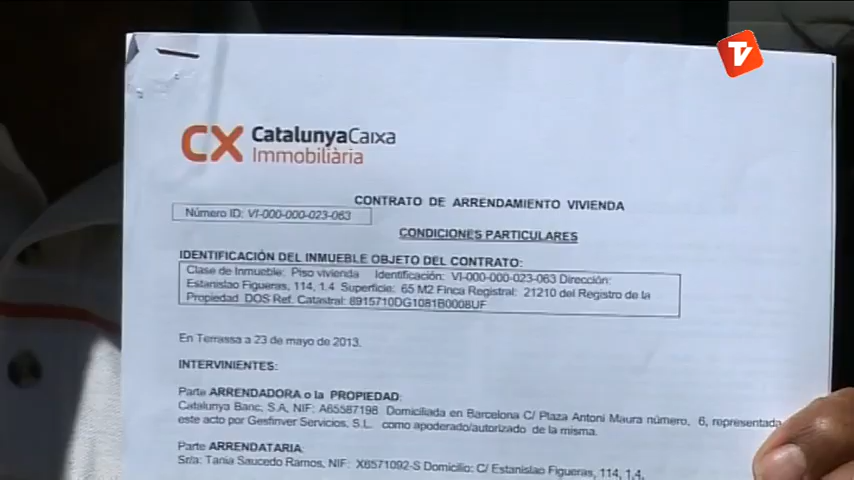 TV
CX CatalunyaCaixa
Immobiliària
CONTRATO DE ARRENDAMIENTO VIVIENDA
Número ID: VI-000-000-023-063
CONDICIONES PARTICULARES
IDENTIFICACIÓN DEL INMUEBLE OBJETO DEL CONTRATO:
Clase de Inmueble: Piso vivienda Identificación: VI-000-000-023-063 Dirección:
Estanislao Figueras, 114, 1.4 Superficie: 65 M2 Finca Registral: 21210 del Registro de la
Propiedad DOS Ref. Catastral: 8915710DG1081B0008UF
En Terrassa a 23 de mayo de 2013.
INTERVINIENTES:
Parte ARRENDADORA o la PROPIEDAD:
Catalunya Banc, S.A, NIF: A65587198 Domiciliada en Barcelona C/ Plaza Antoni Maura número, 6, representada
este acto por Gesfinver Servicios, S.L. como apoderado/autorizado de la misma.
Parte ARRENDATARIA:
Sr/a: Tania Saucedo Ramos, NIF: X6571092-S Domicilio: C/ Estanislao Figueras, 114, 1,4,